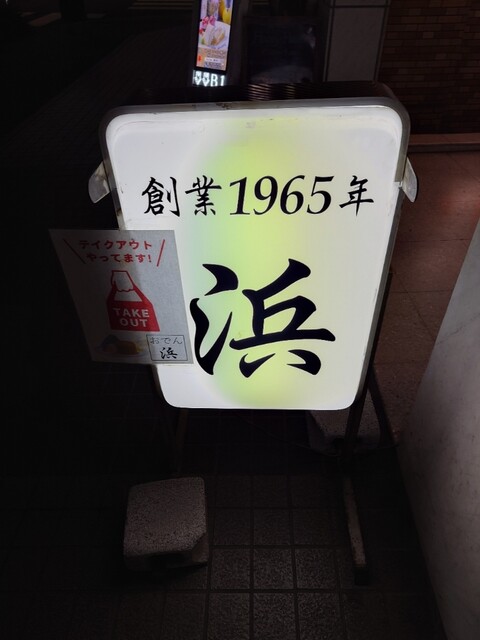 創業1965年
浜
テイクアウト
やってます!
TAKE
OUT
おでん
浜